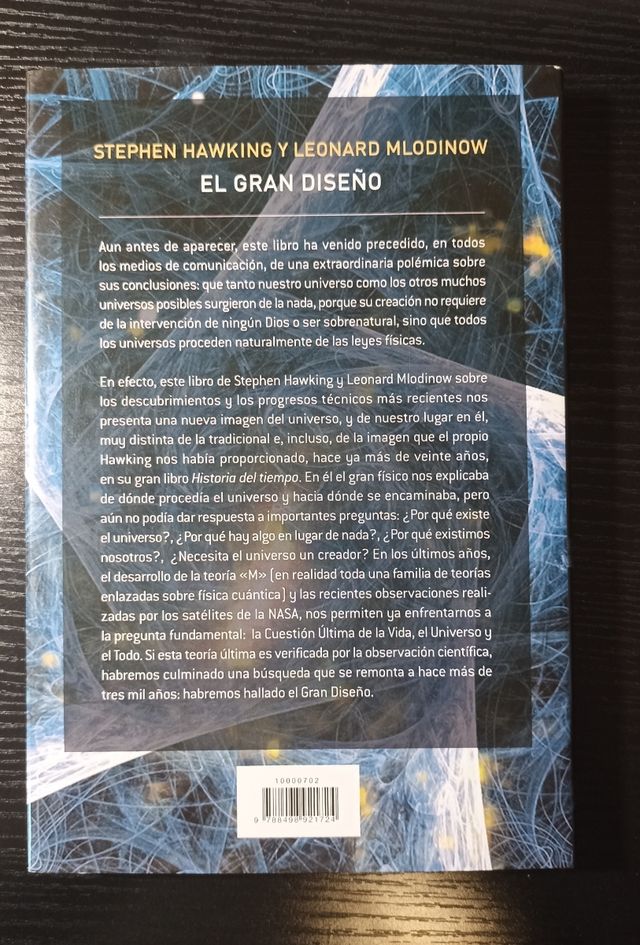 STEPHEN HAWKING Y LEONARD MLODINOW
EL GRAN DISEÑO
Aun antes de aparecer, este libro ha venido precedido, en todos
los medios de comunicación, de una extraordinaria polémica sobre
sus conclusiones: que tanto nuestro universo como los otros muchos
universos posibles surgieron de la nada, porque su creación no requiere
de la intervención de ningún Dios o ser sobrenatural, sino que todos
los universos proceden naturalmente de las leyes físicas.
En efecto, este libro de Stephen Hawking y Leonard Mlodinow sobre
los descubrimientos y los progresos técnicos más recientes nos
presenta una nueva imagen del universo, y de nuestro lugar en él,
muy distinta de la tradicional e, incluso, de la imagen que el propio
Hawking nos había proporcionado, hace ya más de veinte años,
en su gran libro Historia del tiempo. En él el gran físico nos explicaba
de dónde procedía el universo y hacia dónde se encaminaba, pero
aún no podía dar respuesta a importantes preguntas: ¿Por qué existe
el universo?, ¿Por qué hay algo en lugar de nada?, ¿Por qué existimos
nosotros?, ¿Necesita el universo un creador? En los últimos años,
el desarrollo de la teoría «M» (en realidad toda una familia de teorías
enlazadas sobre física cuántica) y las recientes observaciones reali-
zadas por los satélites de la NASA, nos permiten ya enfrentarnos a
la pregunta fundamental: la Cuestión Última de la Vida, el Universo y
el Todo. Si esta teoría última es verificada por la observación científica,
habremos culminado una búsqueda que se remonta a hace más de
tres mil años: habremos hallado el Gran Diseño.
10000702
9 788498 921724